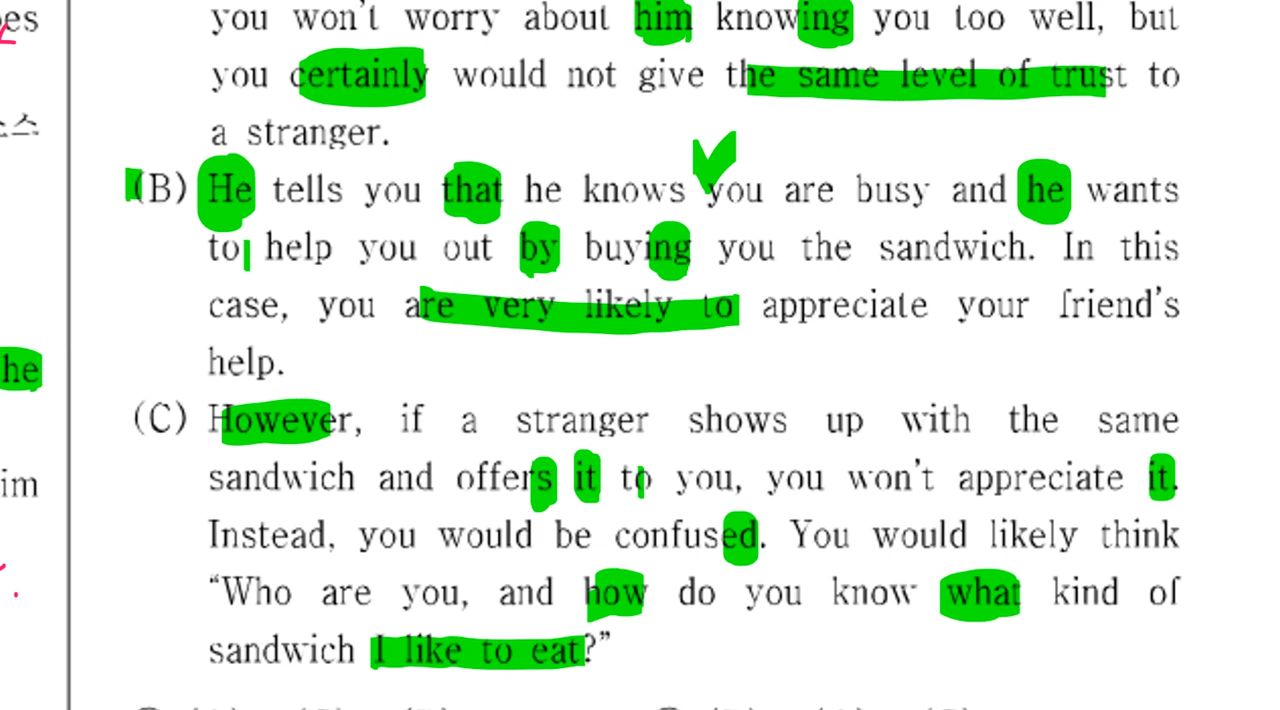 you won't worry about him knowing you too well, but
you certainly would not give the same level of trust to
a stranger.
(B) He tells you that he knows you are busy and he wants
to help you out by buying you the sandwich. In this
case, you are very likely to appreciate your friend's
help.
he
(C) However, if a stranger shows up with the same
sandwich and offers it to you, you won't appreciate it.
im
Instead, you would be confused. You would likely think
“Who are you, and how do you know what kind of
sandwich I like to eat?”